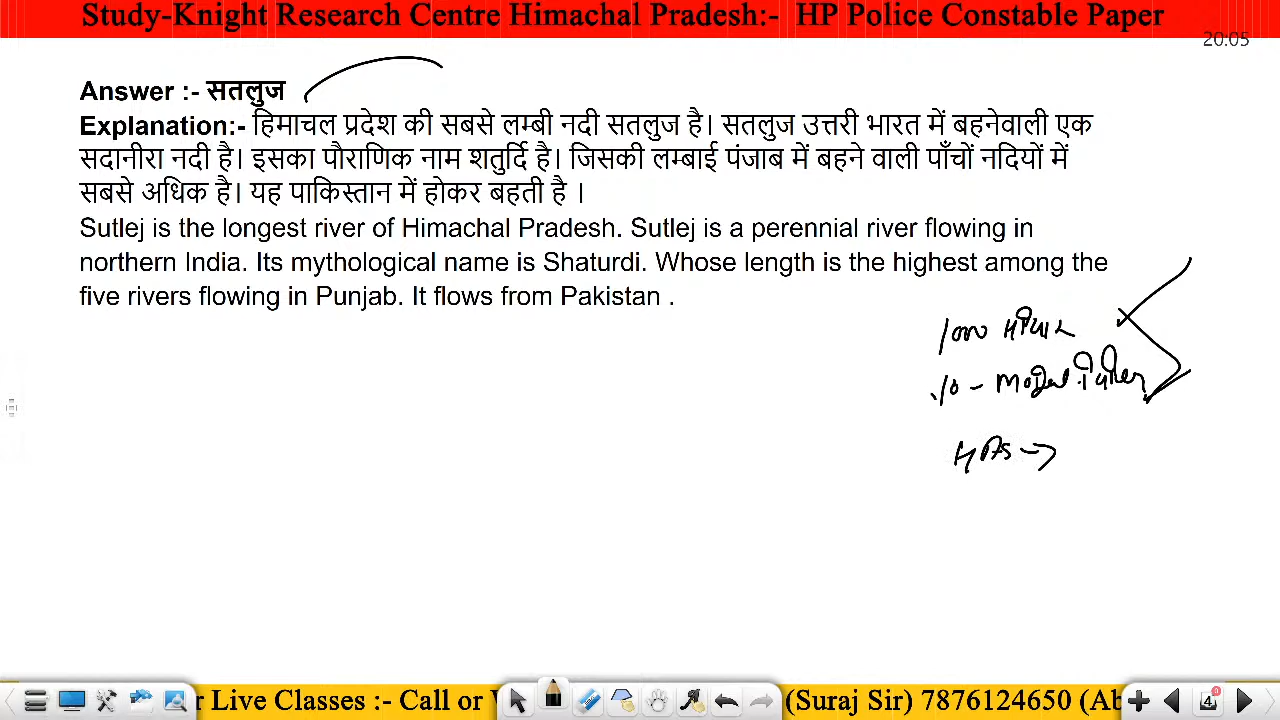 Study-Knight Research Centre Himachal Pradesh:-  HP Police Constable Paper
20:05
Answer :- सतलुज
Explanation:- हिमाचल प्रदेश की सबसे लम्बी नदी सतलुज है। सतलुज उत्तरी भारत में बहनेवाली एक
सदानीरा नदी है। इसका पौराणिक नाम शतुर्दि है। जिसकी लम्बाई पंजाब में बहने वाली पाँचों नदियों में
सबसे अधिक है। यह पाकिस्तान में होकर बहती है ।
Sutlej is the longest river of Himachal Pradesh. Sutlej is a perennial river flowing in
northern India. Its mythological name is Shaturdi. Whose length is the highest among the
five rivers flowing in Punjab. It flows from Pakistan .
1000
10 - Model
HAS →
r Live Classes :- Call or (Suraj Sir) 7876124650 (Ab
4